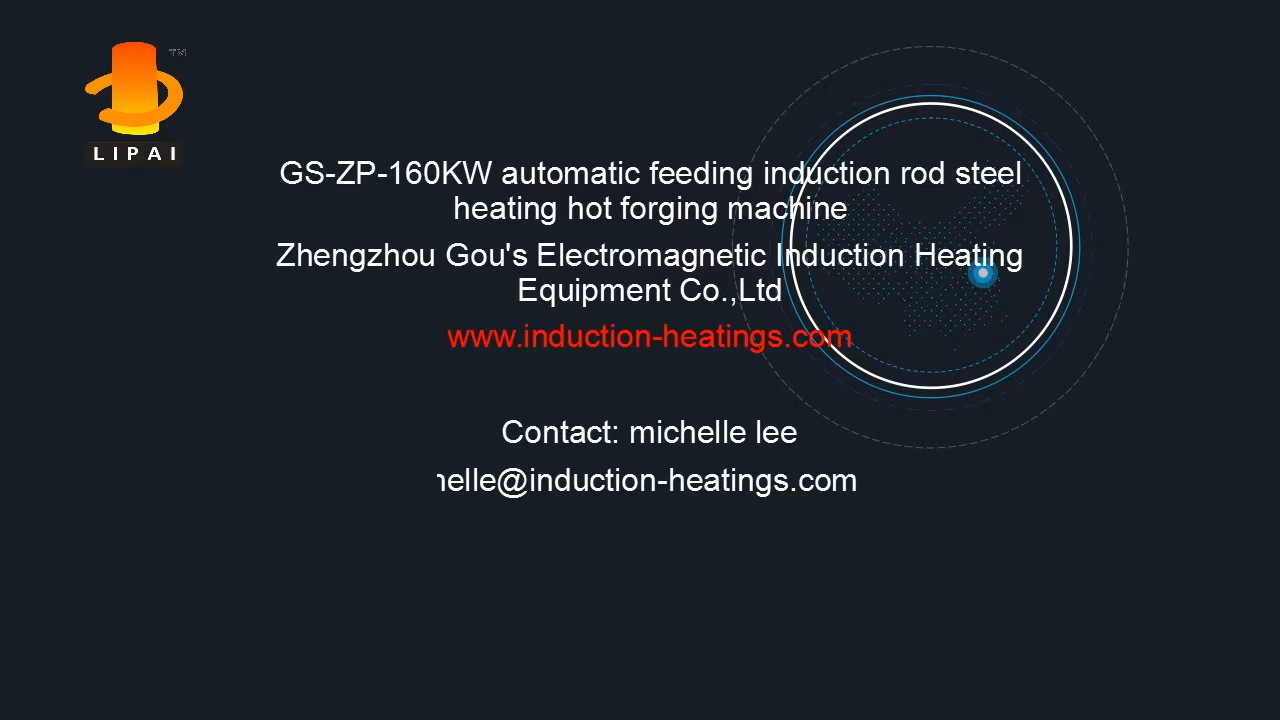 TM
LIPAI
GS-ZP-160KW automatic feeding induction rod steel
heating hot forging machine
Zhengzhou Gou's Electromagnetic Induction Heating
Equipment Co.,Ltd
www.induction-heatings.com
Contact: michelle lee
elle@induction-heatings.com